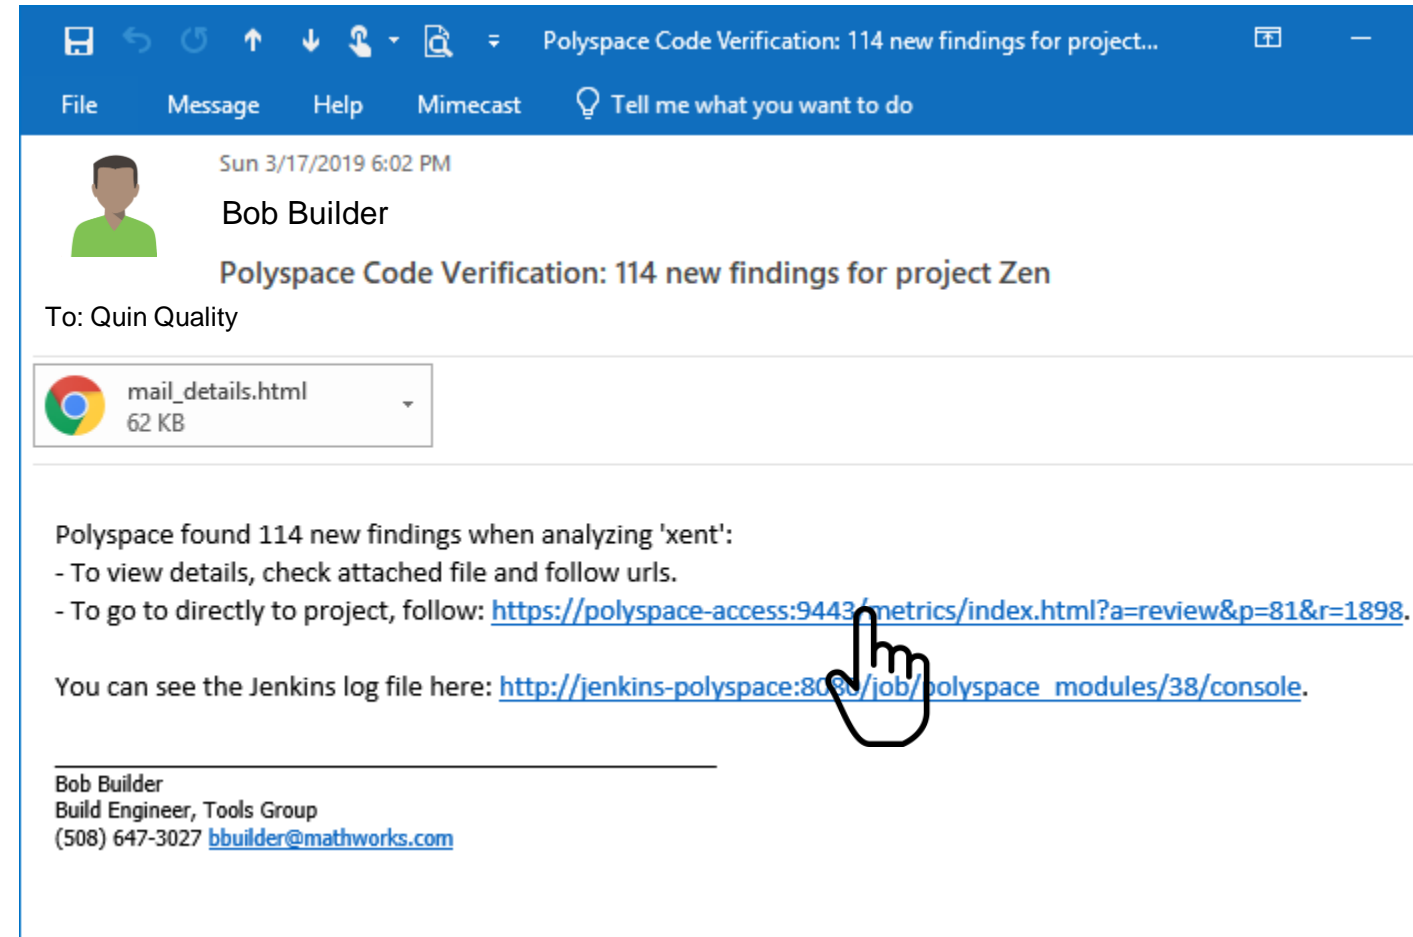 Polyspace Code Verification: 114 new findings for project...
File Message Help Mimecast Tell me what you want to do
Sun 3/17/2019 6:02 PM
Bob Builder
Polyspace Code Verification: 114 new findings for project Zen
To: Quin Quality
mail_details.html
62 KB
Polyspace found 114 new findings when analyzing 'xent':
- To view details, check attached file and follow urls.
- To go to directly to project, follow: https://polyspace-access:9443/metrics/index.html?a=review&p=81&r=1898.
You can see the Jenkins log file here: http://jenkins-polyspace:8080/job/polyspace_modules/38/console.
Bob Builder
Build Engineer, Tools Group
(508) 647-3027 bbuilder@mathworks.com